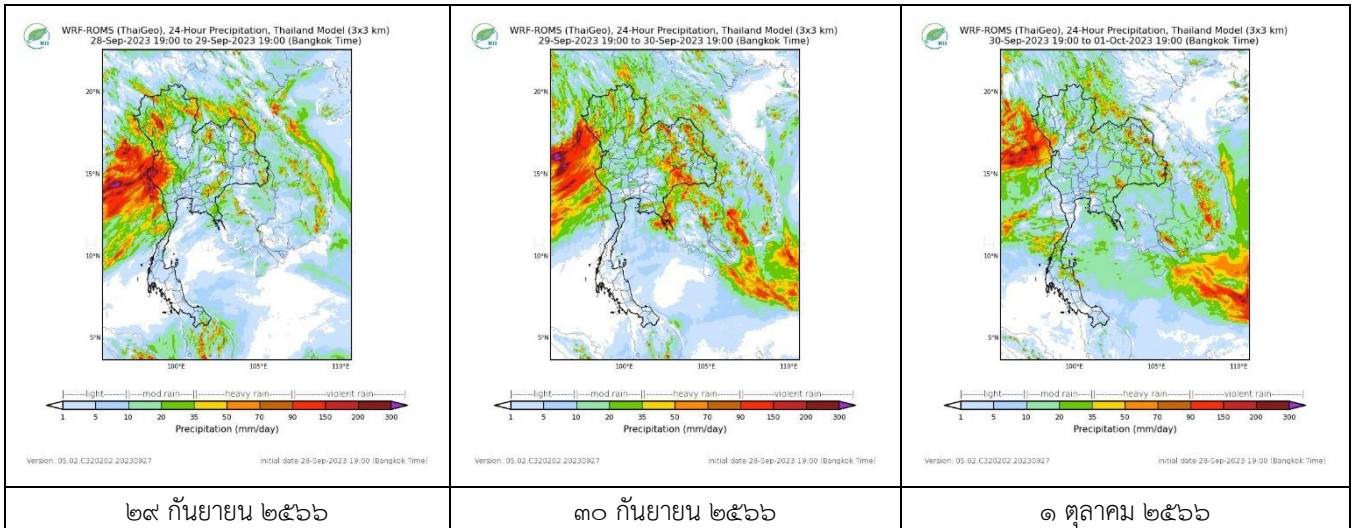 WRF-ROMS (ThaiGeo), 24-Hour Precipitation, Thailand Model (3x3 km)
28-Sep-2023 19:00 to 29-Sep-2023 19:00 (Bangkok Time)
HII
20°N
15°N
10°N
5°N
100°E 105°E 110°E
|------light------||----mod rain----||------heavy rain------||------violent rain------|
1 5 10 20 35 50 70 90 150 200 300
Precipitation (mm/day)
Version: 05.02.C320202.20230927 initial date 28-Sep-2023 19:00 (Bangkok Time)
๒๙ กันยายน ๒๕๖๖
WRF-ROMS (ThaiGeo), 24-Hour Precipitation, Thailand Model (3x3 km)
29-Sep-2023 19:00 to 30-Sep-2023 19:00 (Bangkok Time)
HII
20°N
15°N
10°N
5°N
100°E 105°E 110°E
|------light------||----mod rain----||------heavy rain------||------violent rain------|
1 5 10 20 35 50 70 90 150 200 300
Precipitation (mm/day)
Version: 05.02.C320202.20230927 initial date 28-Sep-2023 19:00 (Bangkok Time)
๓๐ กันยายน ๒๕๖๖
WRF-ROMS (ThaiGeo), 24-Hour Precipitation, Thailand Model (3x3 km)
30-Sep-2023 19:00 to 01-Oct-2023 19:00 (Bangkok Time)
HII
20°N
15°N
10°N
5°N
100°E 105°E 110°E
|------light------||----mod rain----||------heavy rain------||------violent rain------|
1 5 10 20 35 50 70 90 150 200 300
Precipitation (mm/day)
Version: 05.02.C320202.20230927 initial date 28-Sep-2023 19:00 (Bangkok Time)
๑ ตุลาคม ๒๕๖๖